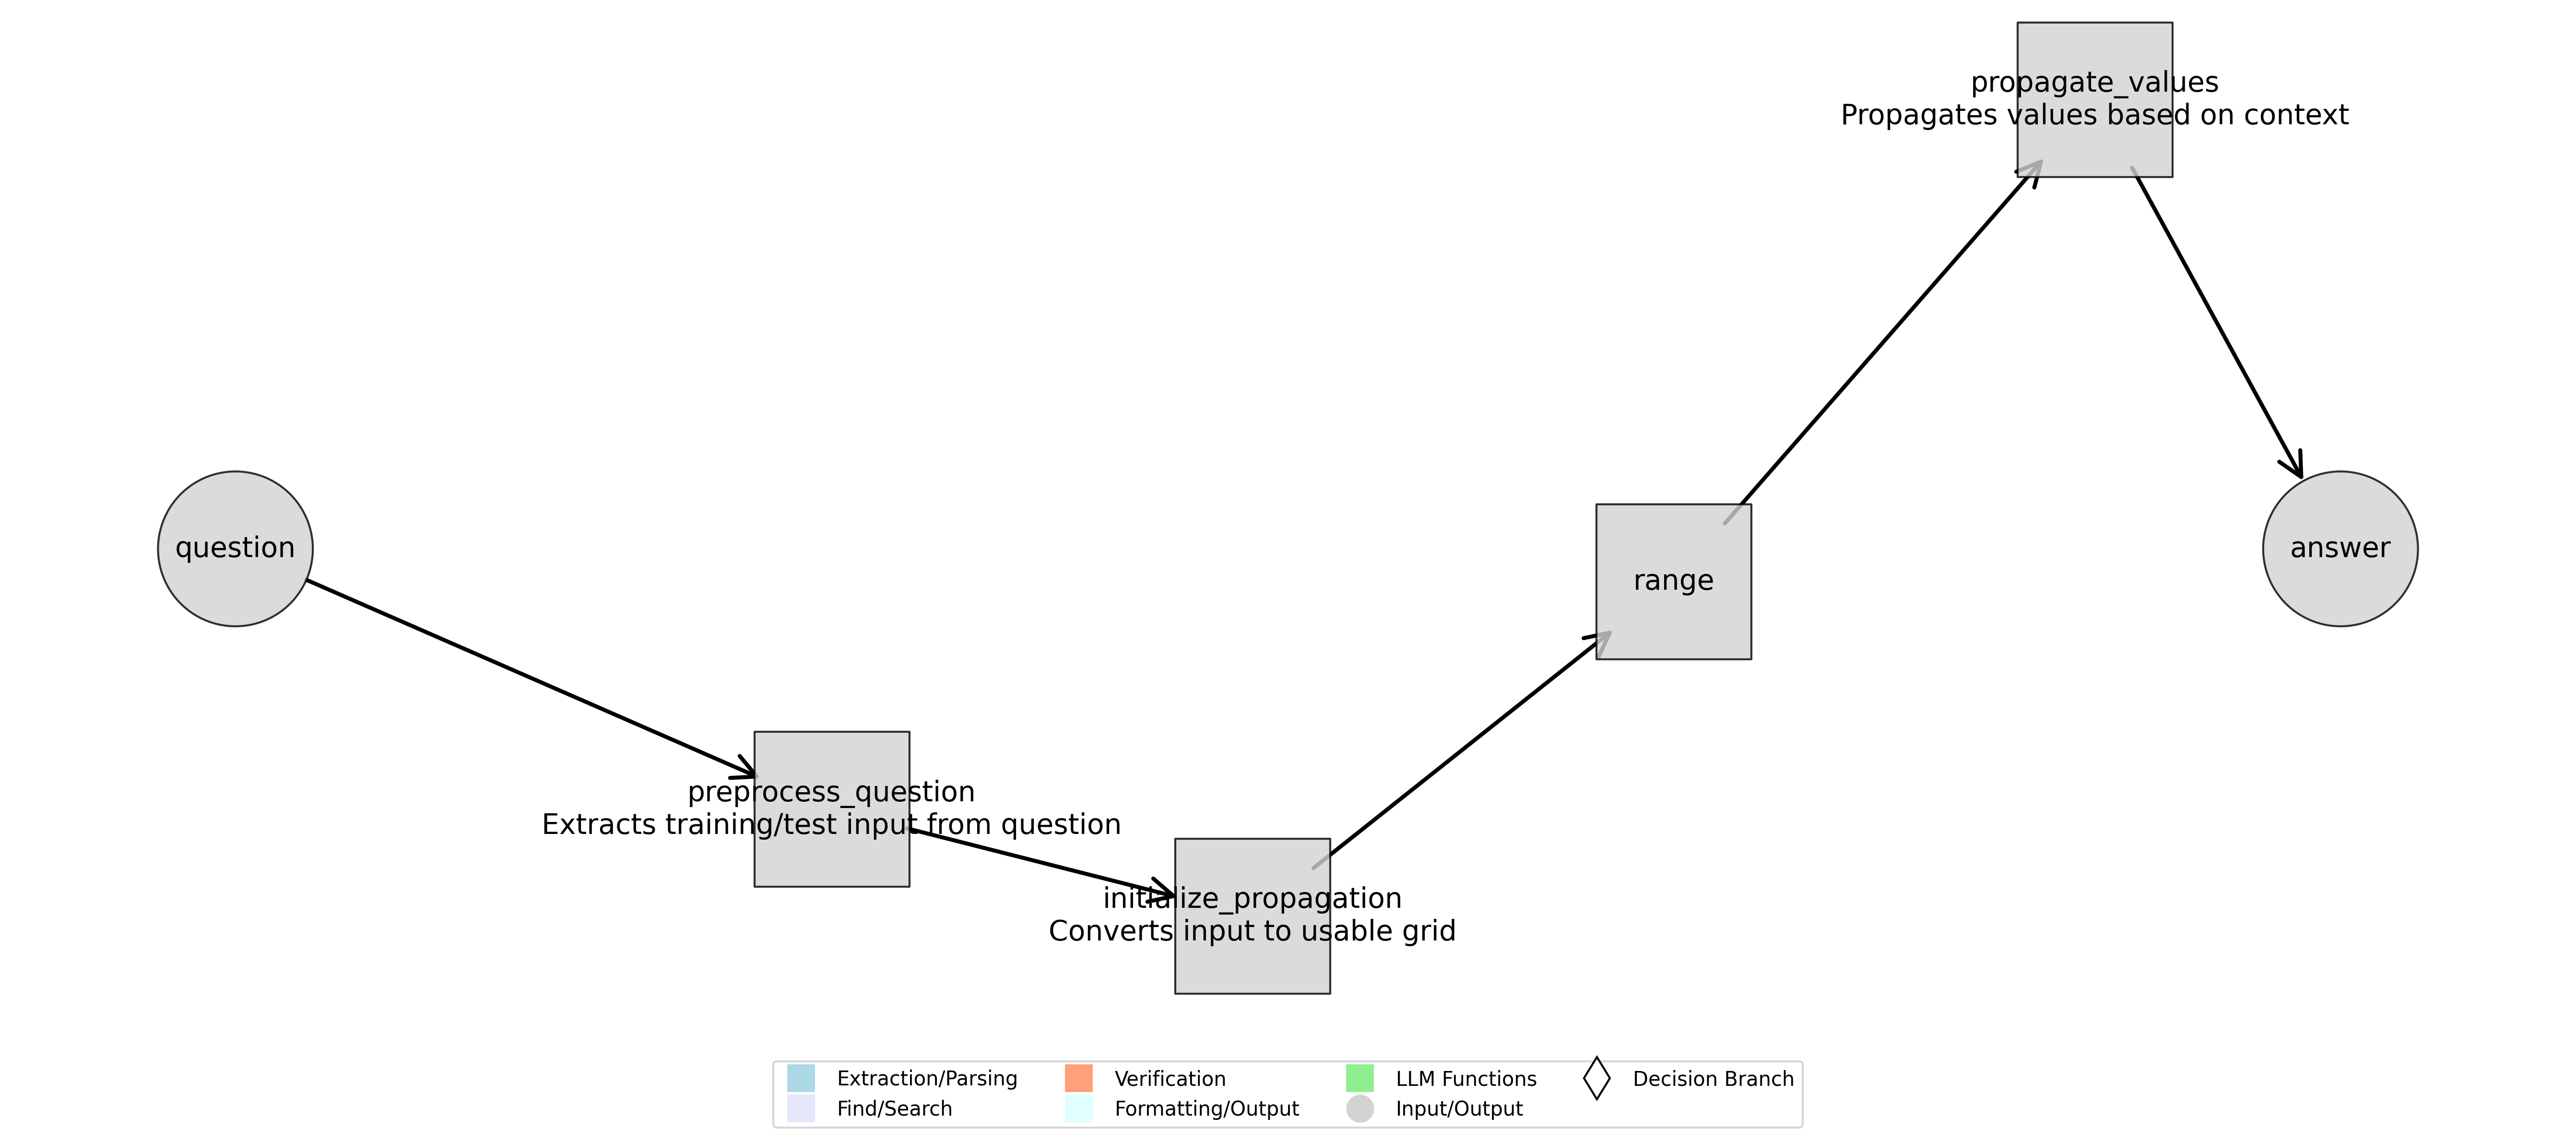 propagate_values
Propagates values based on context
question
answer
range
preprocess_question
Extracts training/test input from question
initialize_propagation
Converts input to usable grid
Extraction/Parsing
Find/Search
Verification
Formatting/Output
LLM Functions
Input/Output
Decision Branch